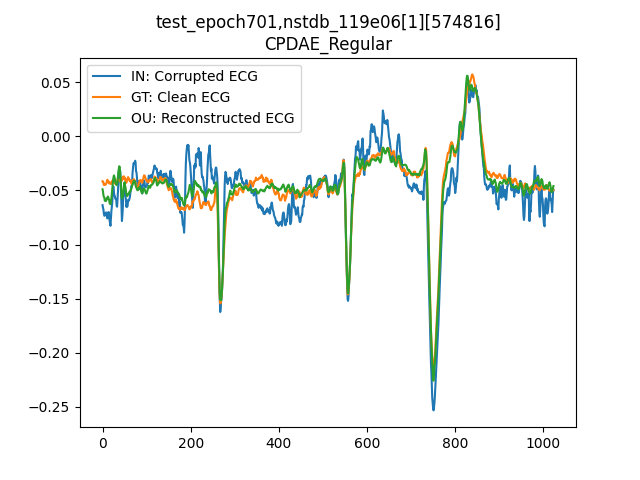 test_epoch701,nstdb_119e06[1][574816]
CPDAE_Regular
IN: Corrupted ECG
GT: Clean ECG
OU: Reconstructed ECG
0.05
0.00
−0.05
−0.10
−0.15
−0.20
−0.25
0 200 400 600 800 1000